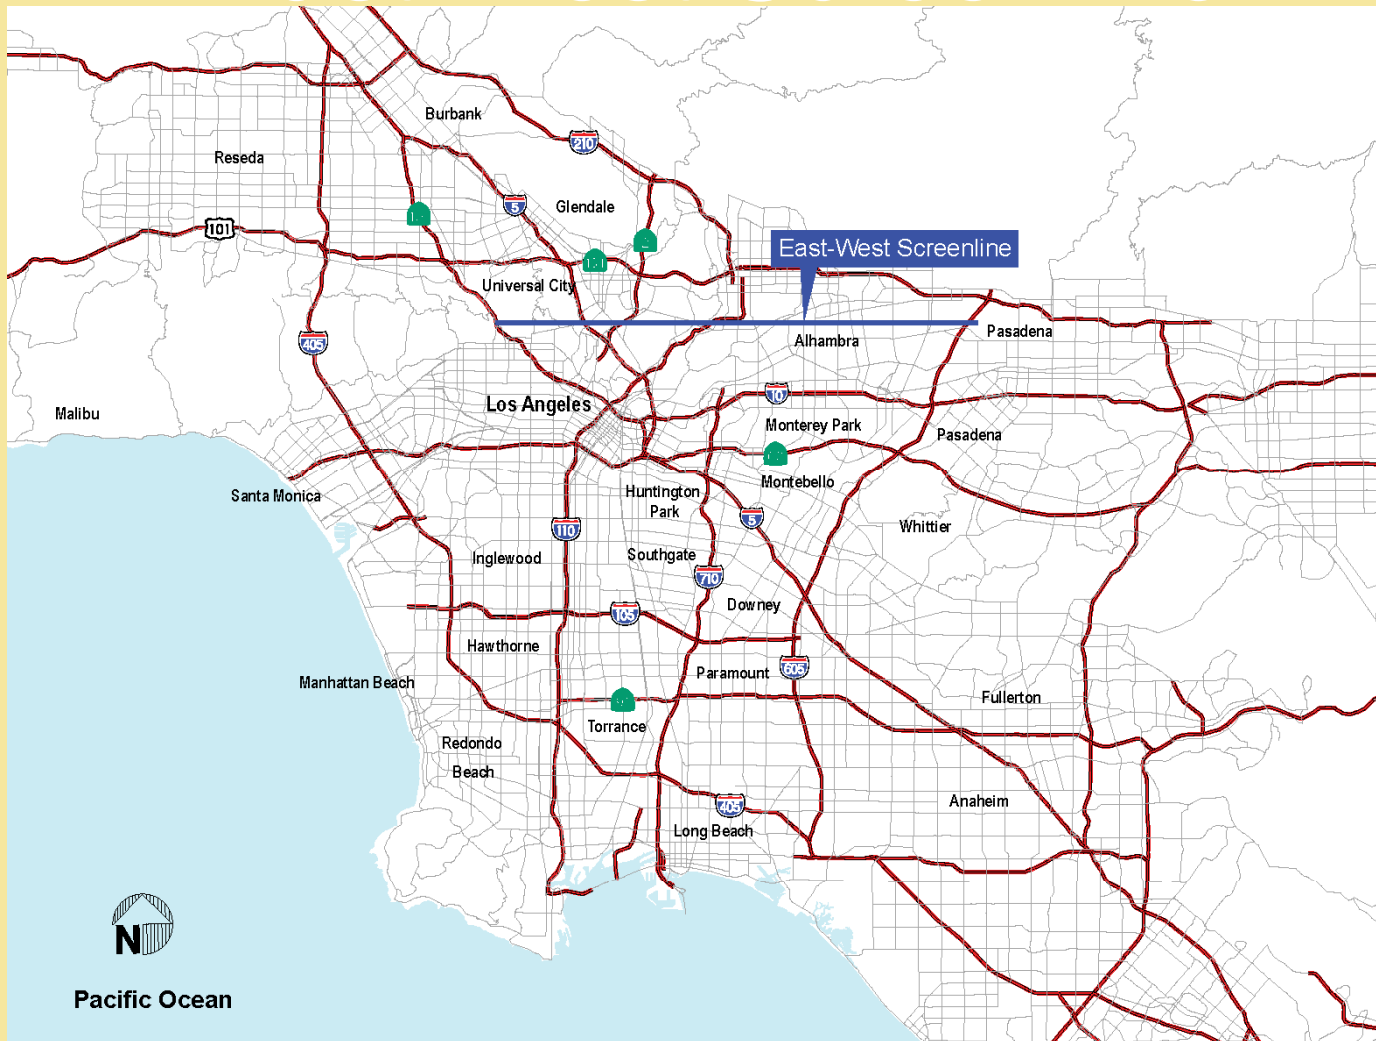 Burbank
210
Reseda
5
Glendale
101
East-West Screenline
Universal City
405
Pasadena
Alhambra
10
Los Angeles
Malibu
Monterey Park
Pasadena
Montebello
Santa Monica
Huntington
Park
5
Whittier
110
Inglewood
Southgate
710
Downey
105
Hawthorne
605
Paramount
Manhattan Beach
Fullerton
Torrance
Redondo
Beach
405
Anaheim
Long Beach
N
Pacific Ocean